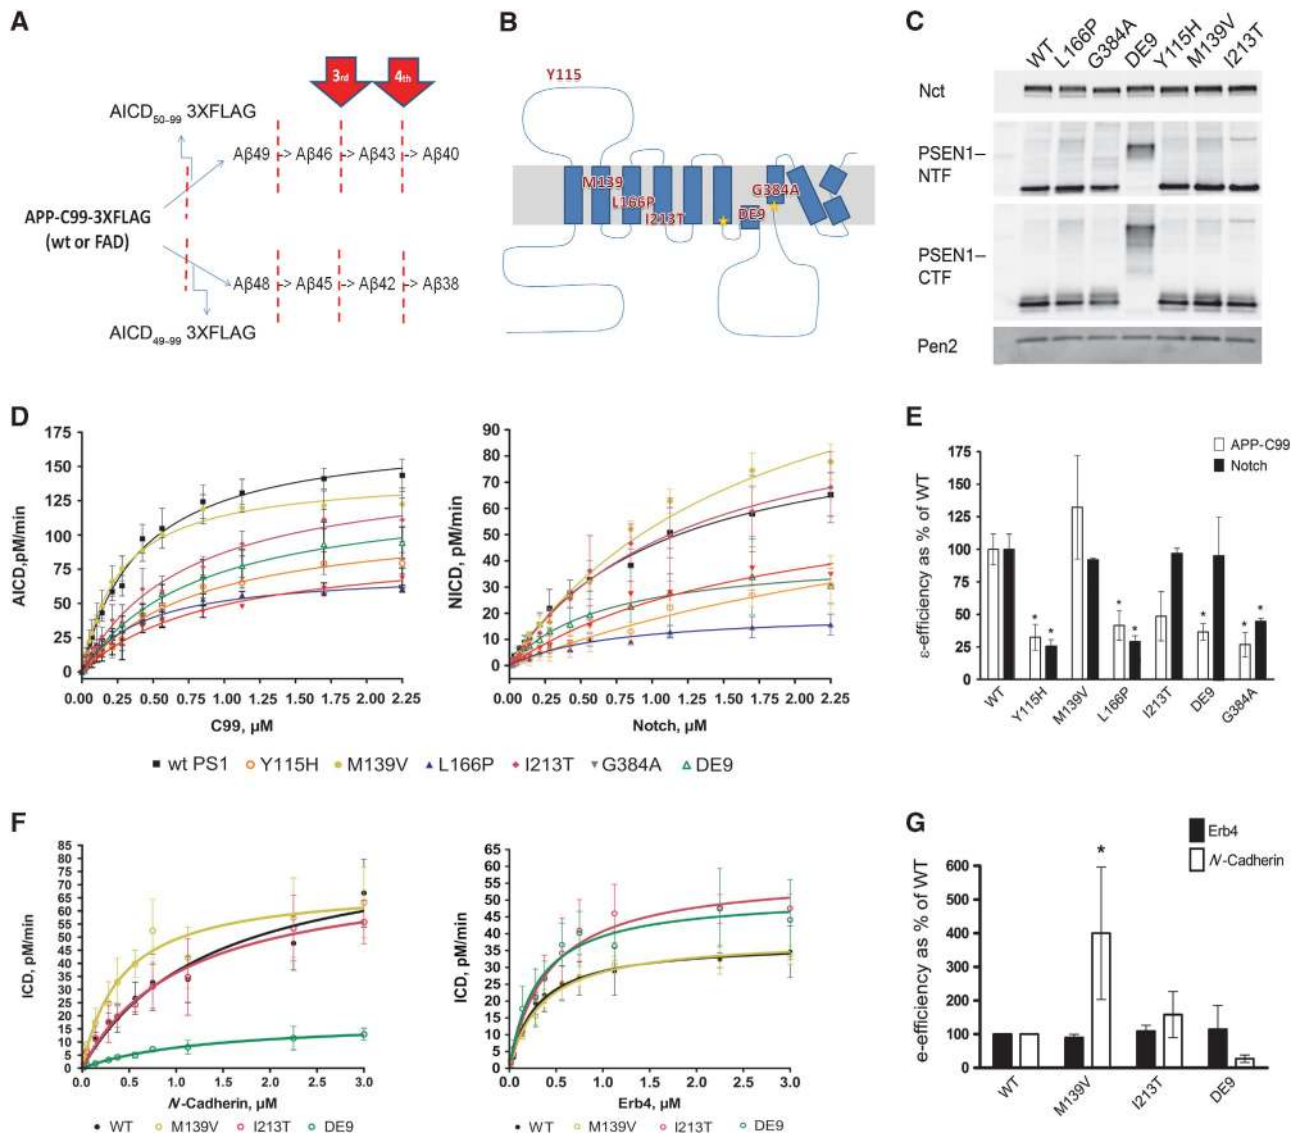 A
3rd
4th
AICD50–99 3XFLAG
Aβ49 -> Aβ46 -> Aβ43 -> Aβ40
APP-C99-3XFLAG
(wt or FAD)
Aβ48 -> Aβ45 -> Aβ42 -> Aβ38
AICD49–99 3XFLAG
B
Y115
M139
L166P
I213T
DE9
G384A
C
WT
L166P
G384A
DE9
Y115H
M139V
I213T
Nct
PSEN1–
NTF
PSEN1–
CTF
Pen2
D
AICD,pM/min
175
150
125
100
75
50
25
0
0.00 0.25 0.50 0.75 1.00 1.25 1.50 1.75 2.00 2.25
C99, µM
NICD, pM/min
90
80
70
60
50
40
30
20
10
0
0.00 0.25 0.50 0.75 1.00 1.25 1.50 1.75 2.00 2.25
Notch, µM
wt PS1 Y115H M139V L166P I213T G384A DE9
E
APP-C99
Notch
ε-efficiency as % of WT
175
150
125
100
75
50
25
0
* * * * * * *
WT
Y115H
M139V
L166P
I213T
DE9
G384A
F
ICD, pM/min
85
80
75
70
65
60
55
50
45
40
35
30
25
20
15
10
5
0
0.0 0.5 1.0 1.5 2.0 2.5 3.0
N-Cadherin, µM
WT M139V I213T DE9
ICD, pM/min
65
60
55
50
45
40
35
30
25
20
15
10
5
0
0.0 0.5 1.0 1.5 2.0 2.5 3.0
Erb4, µM
WT M139V I213T DE9
G
Erb4
N-Cadherin
e-efficiency as % of WT
600
500
400
300
200
100
0
*
WT
M139V
I213T
DE9